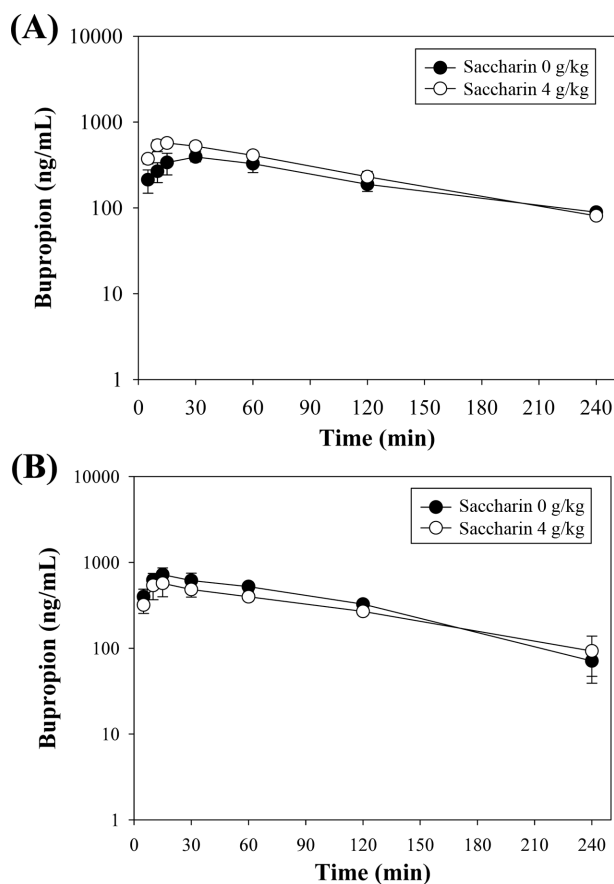 (A)
10000
1000
100
10
1
Bupropion (ng/mL)
Saccharin 0 g/kg
Saccharin 4 g/kg
0 30 60 90 120 150 180 210 240
Time (min)
(B)
10000
1000
100
10
1
Bupropion (ng/mL)
Saccharin 0 g/kg
Saccharin 4 g/kg
0 30 60 90 120 150 180 210 240
Time (min)